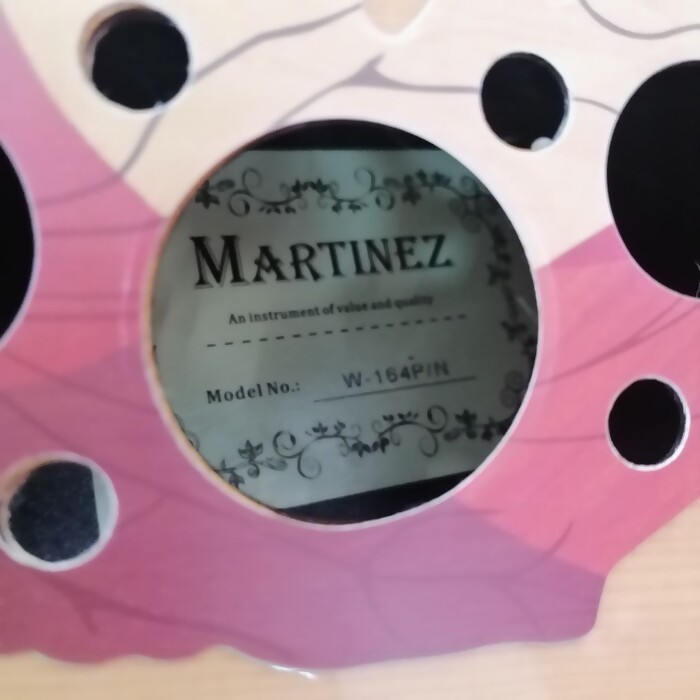 MARTINEZ
An instrument of value and quality
Model No.: W-164P/N